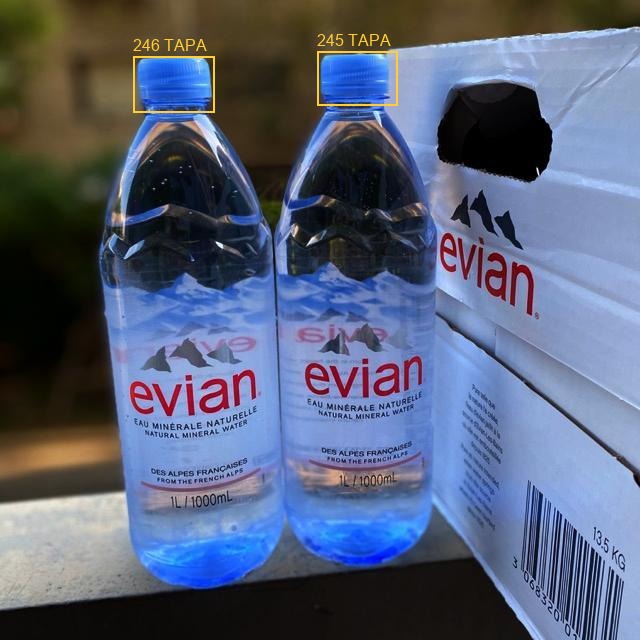 246 TAPA
245 TAPA
evian
EAU MINÉRALE NATURELLE
NATURAL MINERAL WATER
DES ALPES FRANÇAISES
FROM THE FRENCH ALPS
1L / 1000mL
evian
EAU MINÉRALE NATURELLE
NATURAL MINERAL WATER
DES ALPES FRANÇAISES
FROM THE FRENCH ALPS
1L / 1000mL
evian®
13.5 KG
3 068320